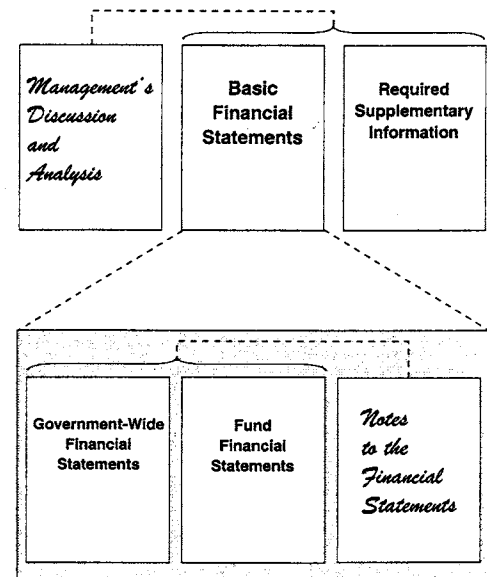 Management's
Discussion
and
Analysis
Basic
Financial
Statements
Required
Supplementary
Information
Government-Wide
Financial
Statements
Fund
Financial
Statements
Notes
to the
Financial
Statements